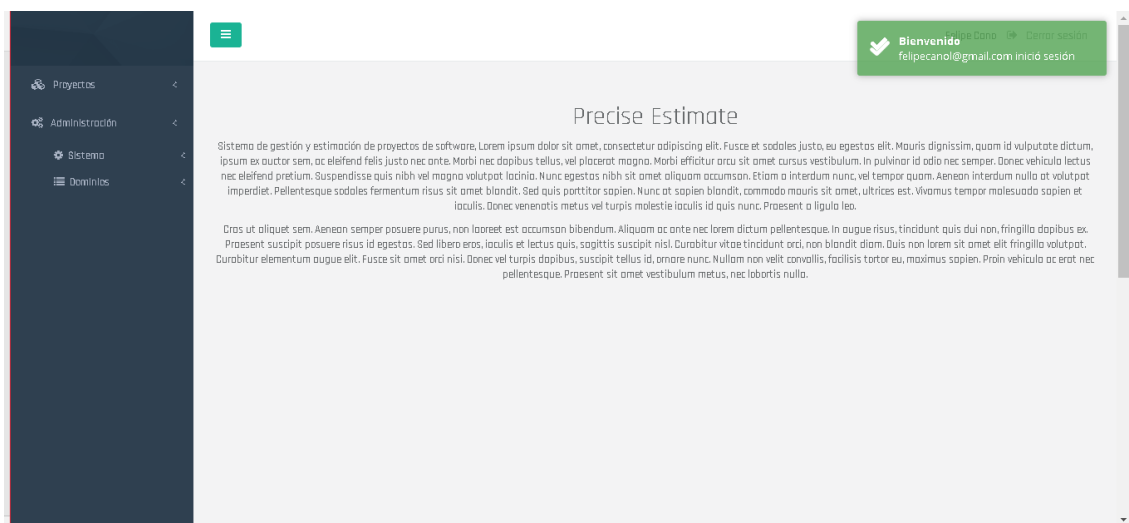 Felipe Cano Cerrar sesión
Bienvenido
felipecanol@gmail.com inició sesión
Proyectos
Administración
Sistema
Dominios
Precise Estimate
Sistema de gestión y estimación de proyectos de software, Lorem ipsum dolor sit amet, consectetur adipiscing elit. Fusce et sodales justo, eu egestas elit. Mauris dignissim, quam id vulputate dictum,
ipsum ex auctor sem, ac eleifend felis justo nec ante. Morbi nec dapibus tellus, vel placerat magna. Morbi efficitur arcu sit amet cursus vestibulum. In pulvinar id odio nec semper. Donec vehicula lectus
nec eleifend pretium. Suspendisse quis nibh vel magna volutpat lacinia. Nunc egestas nibh sit amet aliquam accumsan. Etiam a interdum nunc, vel tempor quam. Aenean interdum nulla at volutpat
imperdiet. Pellentesque sodales fermentum risus sit amet blandit. Sed quis porttitor sapien. Nunc at sapien blandit, commodo mauris sit amet, ultrices est. Vivamus tempor malesuada sapien et
iaculis. Donec venenatis metus vel turpis molestie iaculis id quis nunc. Praesent a ligula leo.
Cras ut aliquet sem. Aenean semper posuere purus, non laoreet est accumsan bibendum. Aliquam ac ante nec lorem dictum pellentesque. In augue risus, tincidunt quis dui non, fringilla dapibus ex.
Praesent suscipit posuere risus id egestas. Sed libero eros, iaculis et lectus quis, sagittis suscipit nisl. Curabitur vitae tincidunt orci, non blandit diam. Duis non lorem sit amet elit fringilla volutpat.
Curabitur elementum augue elit. Fusce sit amet orci nisi. Donec vel turpis dapibus, suscipit tellus id, ornare nunc. Nullam non velit convallis, facilisis tortor eu, maximus sapien. Proin vehicula ac erat nec
pellentesque. Praesent sit amet vestibulum metus, nec lobortis nulla.